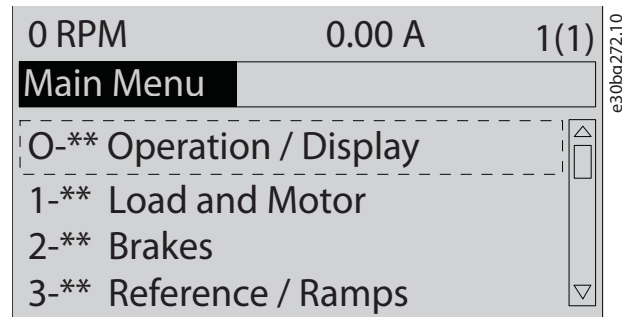 0 RPM 0.00 A 1(1)
Main Menu
O-** Operation / Display
1-** Load and Motor
2-** Brakes
3-** Reference / Ramps
e30bg272.10